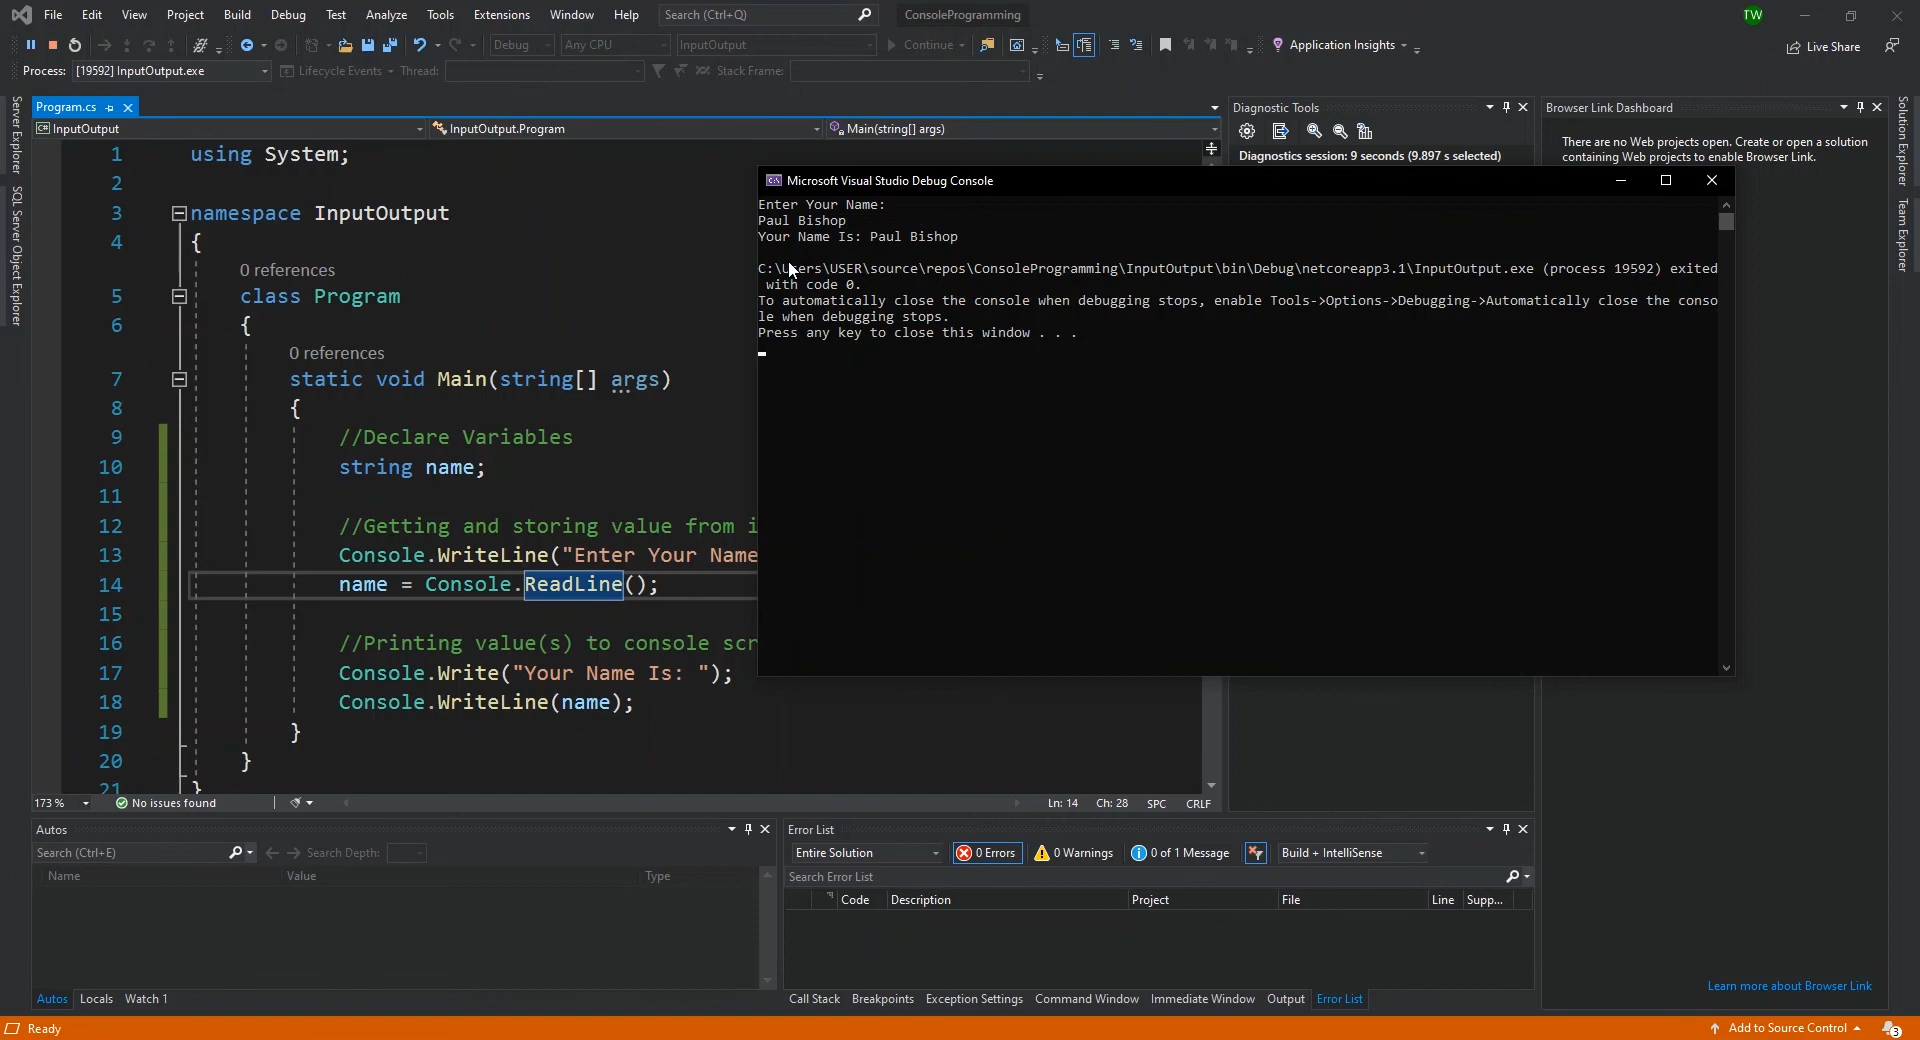 File Edit View Project Build Debug Test Analyze Tools Extensions Window Help Search (Ctrl+Q) ConsoleProgramming TW
Debug Any CPU InputOutput Continue Application Insights Live Share
Process: [19592] InputOutput.exe Lifecycle Events Thread: Stack Frame:
Server Explorer
SQL Server Object Explorer
Program.cs
InputOutput InputOutput.Program Main(string[] args)
1 using System;
2
3 namespace InputOutput
4 {
0 references
5 class Program
6 {
0 references
7 static void Main(string[] args)
8 {
9 //Declare Variables
10 string name;
11
12 //Getting and storing value from i
13 Console.WriteLine("Enter Your Name
14 name = Console.ReadLine();
15
16 //Printing value(s) to console scr
17 Console.Write("Your Name Is: ");
18 Console.WriteLine(name);
19 }
20 }
21 }
173 % No issues found Ln: 14 Ch: 28 SPC CRLF
Diagnostic Tools
Diagnostics session: 9 seconds (9.897 s selected)
Browser Link Dashboard
There are no Web projects open. Create or open a solution
containing Web projects to enable Browser Link.
Learn more about Browser Link
Solution Explorer
Team Explorer
Microsoft Visual Studio Debug Console
Enter Your Name:
Paul Bishop
Your Name Is: Paul Bishop
C:\Users\USER\source\repos\ConsoleProgramming\InputOutput\bin\Debug\netcoreapp3.1\InputOutput.exe (process 19592) exited
with code 0.
To automatically close the console when debugging stops, enable Tools->Options->Debugging->Automatically close the conso
le when debugging stops.
Press any key to close this window . . .
Autos
Search (Ctrl+E) Search Depth:
Name Value Type
Autos Locals Watch 1
Error List
Entire Solution 0 Errors 0 Warnings 0 of 1 Message Build + IntelliSense
Search Error List
Code Description Project File Line Supp...
Call Stack Breakpoints Exception Settings Command Window Immediate Window Output Error List
Ready Add to Source Control 3